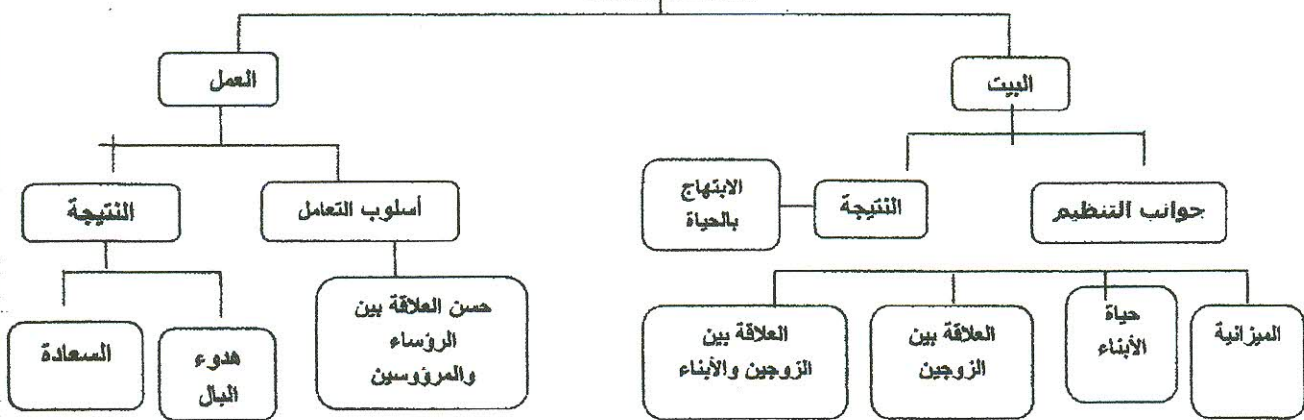 البيت
العمل
جوانب التنظيم
النتيجة
الابتهاج
بالحياة
أسلوب التعامل
النتيجة
الميزانية
حياة
الأبناء
العلاقة بين
الزوجين
العلاقة بين
الزوجين والأبناء
حسن العلاقة بين
الرؤساء
والمرؤوسين
هدوء
البال
السعادة